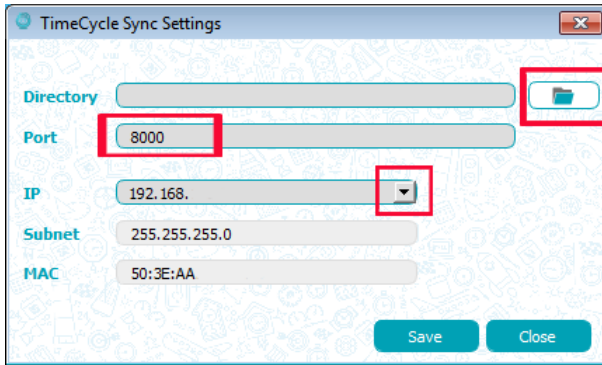 TimeCycle Sync Settings
Directory
Port 8000
IP 192.168.
Subnet 255.255.255.0
MAC 50:3E:AA
Save Close